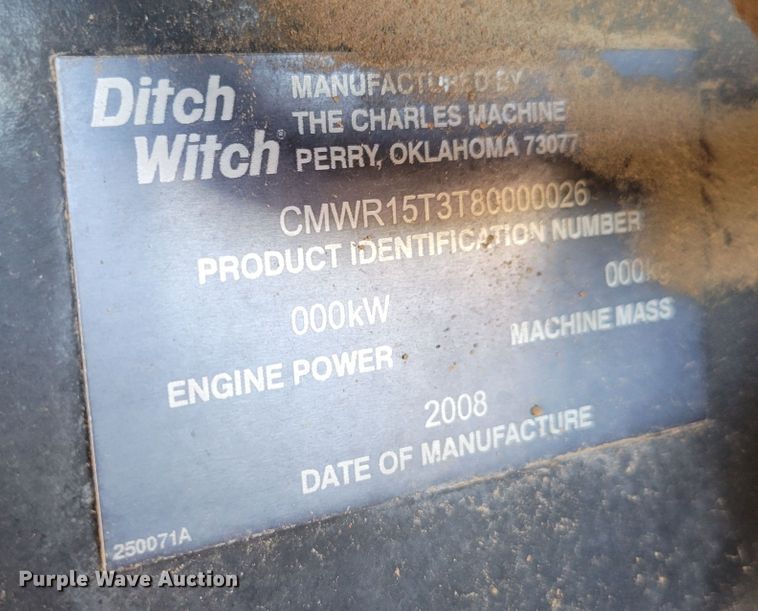 Ditch
Witch®
MANUFACTURED BY
THE CHARLES MACHINE
PERRY, OKLAHOMA 73077
CMWR15T3T80000026
PRODUCT IDENTIFICATION NUMBER
000kW
000kg
ENGINE POWER
MACHINE MASS
2008
DATE OF MANUFACTURE
250071A
Purple Wave Auction